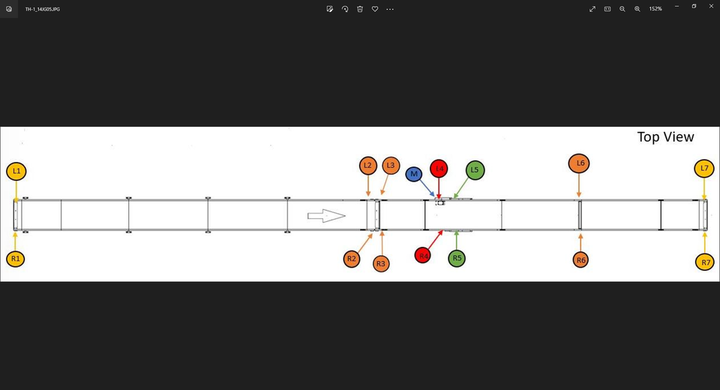 TH-1_14JG05.JPG
152%
Top View
L1
L2
L3
M
L4
L5
L6
L7
R1
R2
R3
R4
R5
R6
R7